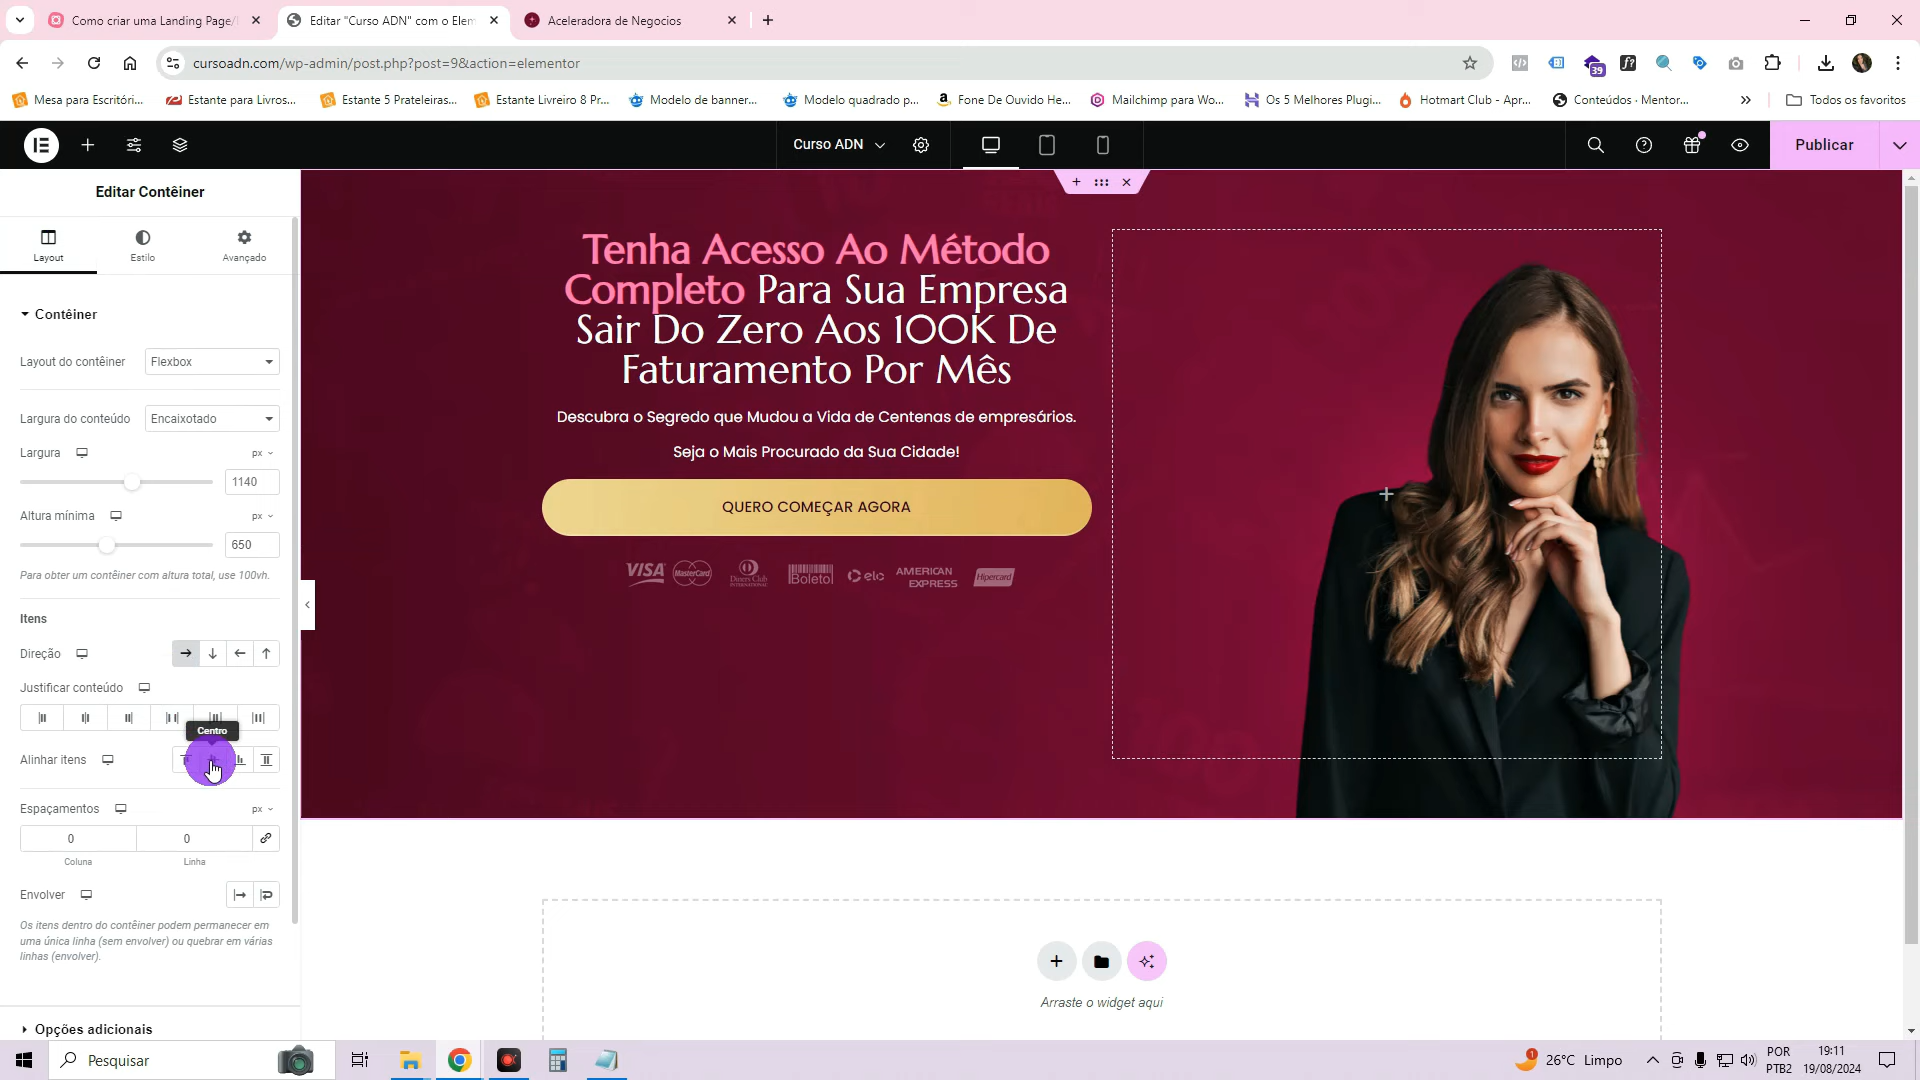 Como criar uma Landing Page/
Editar "Curso ADN" com o Elem
Aceleradora de Negocios
cursoadn.com/wp-admin/post.php?post=9&action=elementor
39
Mesa para Escritóri...
Estante para Livros...
Estante 5 Prateleiras...
Estante Livreiro 8 Pr...
Modelo de banner...
Modelo quadrado p...
Fone De Ouvido He...
Mailchimp para Wo...
Os 5 Melhores Plugi...
Hotmart Club - Apr...
Conteúdos · Mentor...
Todos os favoritos
Curso ADN
Publicar
Editar Contêiner
Layout
Estilo
Avançado
Contêiner
Layout do contêiner
Flexbox
Largura do conteúdo
Encaixotado
Largura
px
1140
Altura mínima
px
650
Para obter um contêiner com altura total, use 100vh.
Itens
Direção
Justificar conteúdo
Centro
Alinhar itens
Espaçamentos
px
0
0
Coluna
Linha
Envolver
Os itens dentro do contêiner podem permanecer em
uma única linha (sem envolver) ou quebrar em várias
linhas (envolver).
Opções adicionais
Tenha Acesso Ao Método
Completo Para Sua Empresa
Sair Do Zero Aos 100K De
Faturamento Por Mês
Descubra o Segredo que Mudou a Vida de Centenas de empresários.
Seja o Mais Procurado da Sua Cidade!
QUERO COMEÇAR AGORA
VISA
MasterCard
Diners Club
INTERNATIONAL
Boleto
elo
AMERICAN
EXPRESS
Hipercard
Arraste o widget aqui
Pesquisar
1
26°C Limpo
POR
PTB2
19:11
19/08/2024